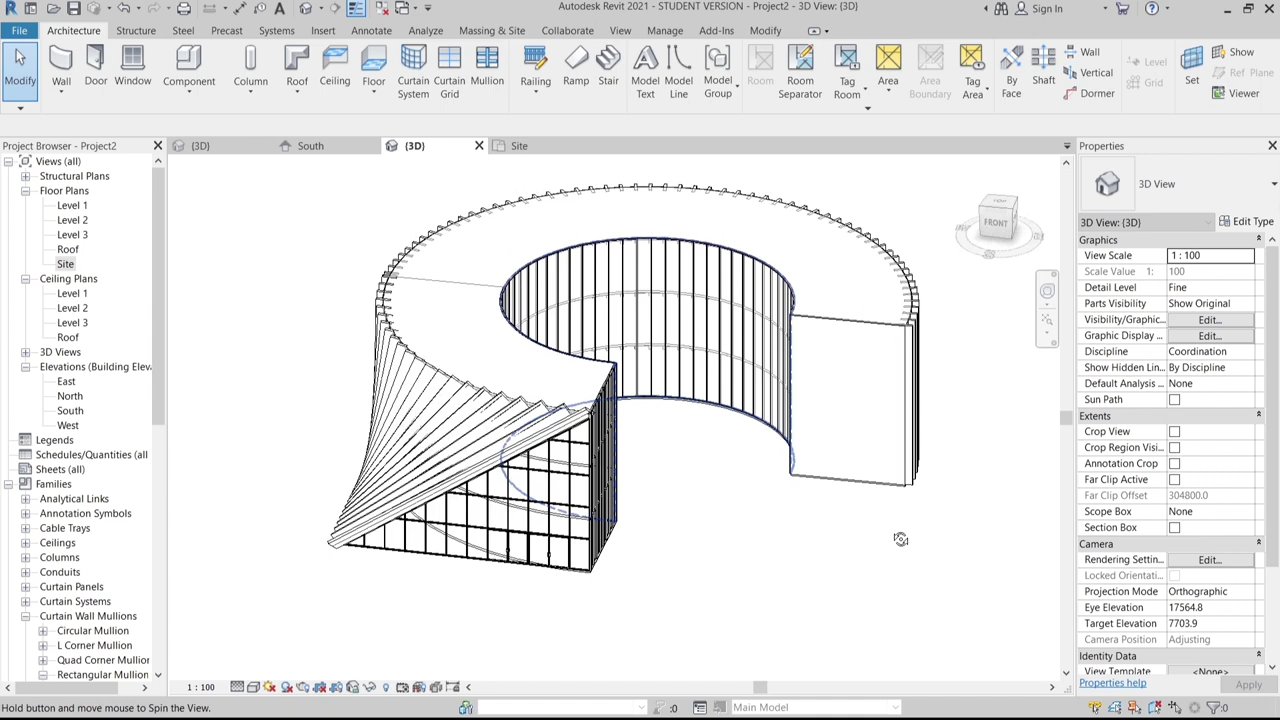 Autodesk Revit 2021 - STUDENT VERSION - Project2 - 3D View: {3D}
Sign In
File Architecture Structure Steel Precast Systems Insert Annotate Analyze Massing & Site Collaborate View Manage Add-Ins Modify
Modify Wall Door Window Component Column Roof Ceiling Floor Curtain System Curtain Grid Mullion Railing Ramp Stair Model Text Model Line Model Group Room Room Separator Tag Room Area Area Boundary Tag Area By Face Shaft Wall Vertical Dormer Level Grid Set Show Ref Plane Viewer
Project Browser - Project2
{3D} South {3D} Site
Properties
Views (all)
Structural Plans
Floor Plans
Level 1
Level 2
Level 3
Roof
Site
Ceiling Plans
Level 1
Level 2
Level 3
Roof
3D Views
Elevations (Building Elev
East
North
South
West
Legends
Schedules/Quantities (all
Sheets (all)
Families
Analytical Links
Annotation Symbols
Cable Trays
Ceilings
Columns
Conduits
Curtain Panels
Curtain Systems
Curtain Wall Mullions
Circular Mullion
L Corner Mullion
Quad Corner Mullion
Rectangular Mullion
FRONT
3D View
3D View: {3D} Edit Type
Graphics
View Scale 1 : 100
Scale Value 1: 100
Detail Level Fine
Parts Visibility Show Original
Visibility/Graphic... Edit...
Graphic Display ... Edit...
Discipline Coordination
Show Hidden Lin... By Discipline
Default Analysis ... None
Sun Path
Extents
Crop View
Crop Region Visi...
Annotation Crop
Far Clip Active
Far Clip Offset 304800.0
Scope Box None
Section Box
Camera
Rendering Settin... Edit...
Locked Orientati...
Projection Mode Orthographic
Eye Elevation 17564.8
Target Elevation 7703.9
Camera Position Adjusting
Identity Data
View Template <None>
Properties help Apply
1 : 100
Hold button and move mouse to Spin the View.
:0 Main Model :0